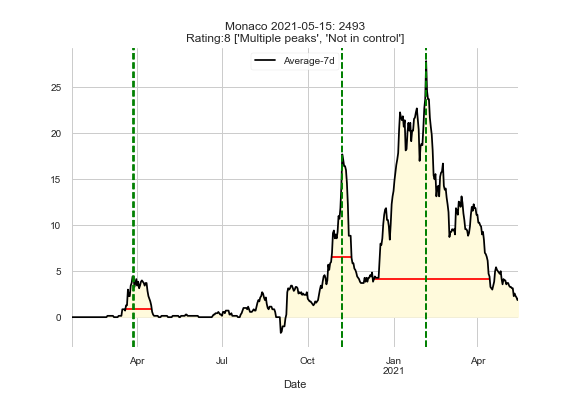 Monaco 2021-05-15: 2493
Rating:8 ['Multiple peaks', 'Not in control']
Average-7d
25
20
15
10
5
0
Apr Jul Oct Jan Apr
2021
Date